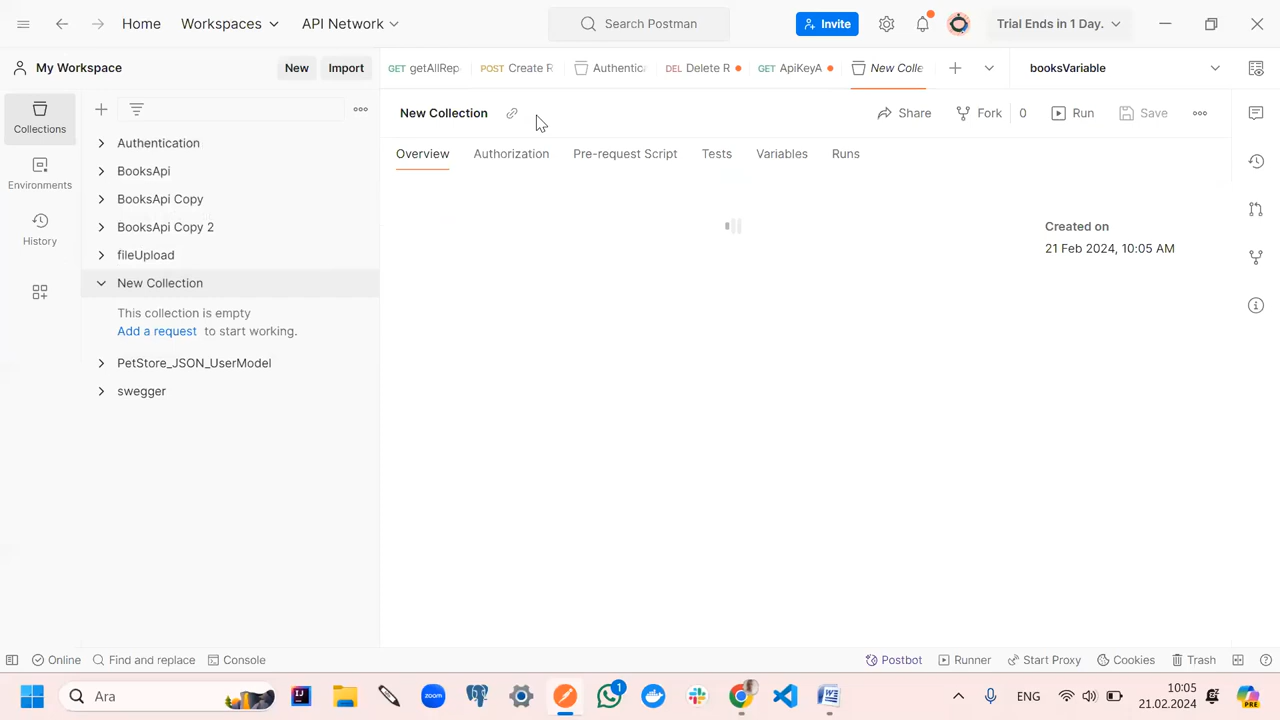 Home Workspaces API Network Search Postman Invite Trial Ends in 1 Day.
My Workspace New Import GET getAllRep POST Create R Authentic DEL Delete R GET ApiKeyA New Colle booksVariable
Collections
Environments
History
Authentication
BooksApi
BooksApi Copy
BooksApi Copy 2
fileUpload
New Collection
This collection is empty
Add a request to start working.
PetStore_JSON_UserModel
swegger
New Collection Share Fork 0 Run Save
Overview Authorization Pre-request Script Tests Variables Runs
Created on
21 Feb 2024, 10:05 AM
Online Find and replace Console Postbot Runner Start Proxy Cookies Trash
Ara zoom 1 ENG 10:05 PRE
21.02.2024